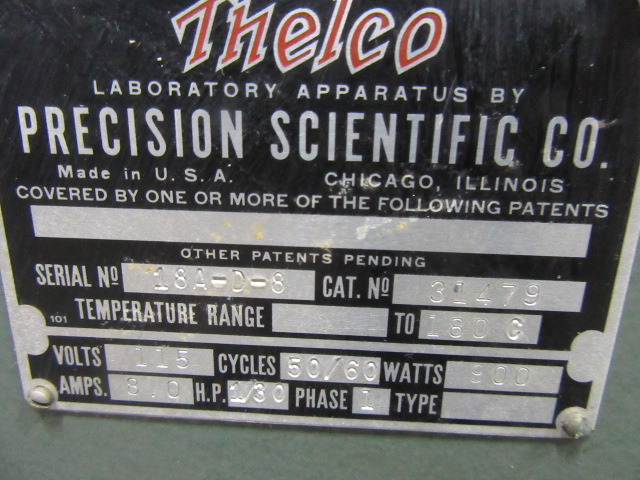 Thelco
LABORATORY APPARATUS BY
PRECISION SCIENTIFIC CO.
Made in U. S. A. CHICAGO, ILLINOIS
COVERED BY ONE OR MORE OF THE FOLLOWING PATENTS
OTHER PATENTS PENDING
SERIAL Nº 18A-D-8 CAT. Nº 31479
101 TEMPERATURE RANGE TO 180 C
VOLTS 115 CYCLES 50/60 WATTS 900
AMPS. 8.0 H.P. 1/30 PHASE 1 TYPE